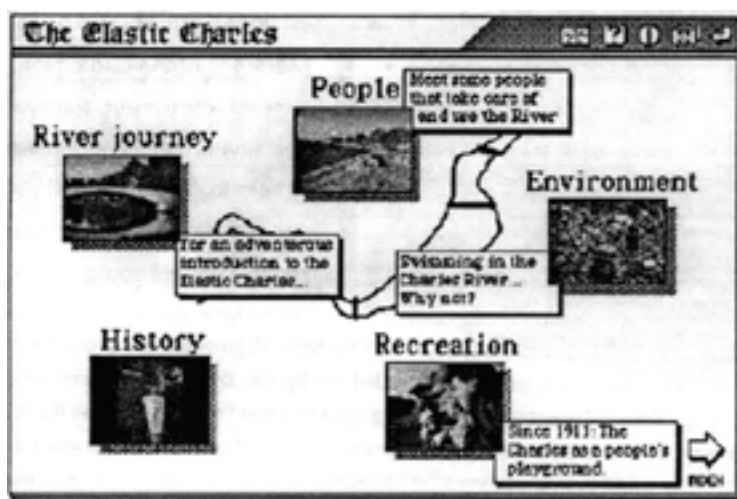 The Elastic Charles
People
Meet some people
that take care of
and use the River
River journey
Environment
For an adventurous
introduction to the
Elastic Charles...
Swimming in the
Charles River...
Why not?
History
Recreation
Since 1911: The
Charles as a people's
playground.